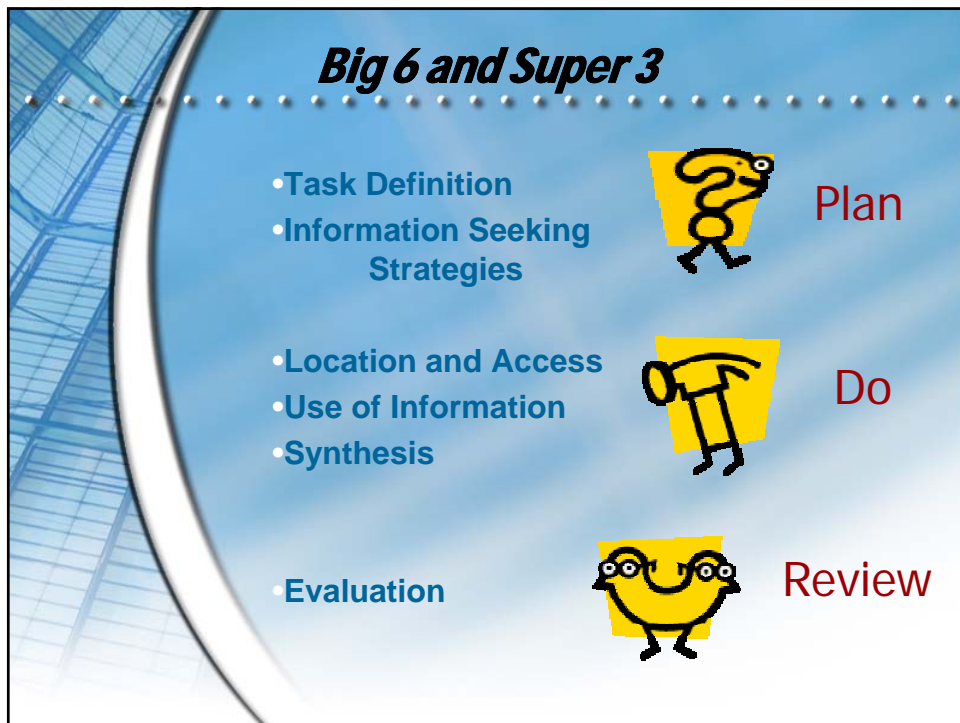 Big 6 and Super 3
•Task Definition
•Information Seeking
Strategies
Plan
•Location and Access
•Use of Information
•Synthesis
Do
•Evaluation
Review